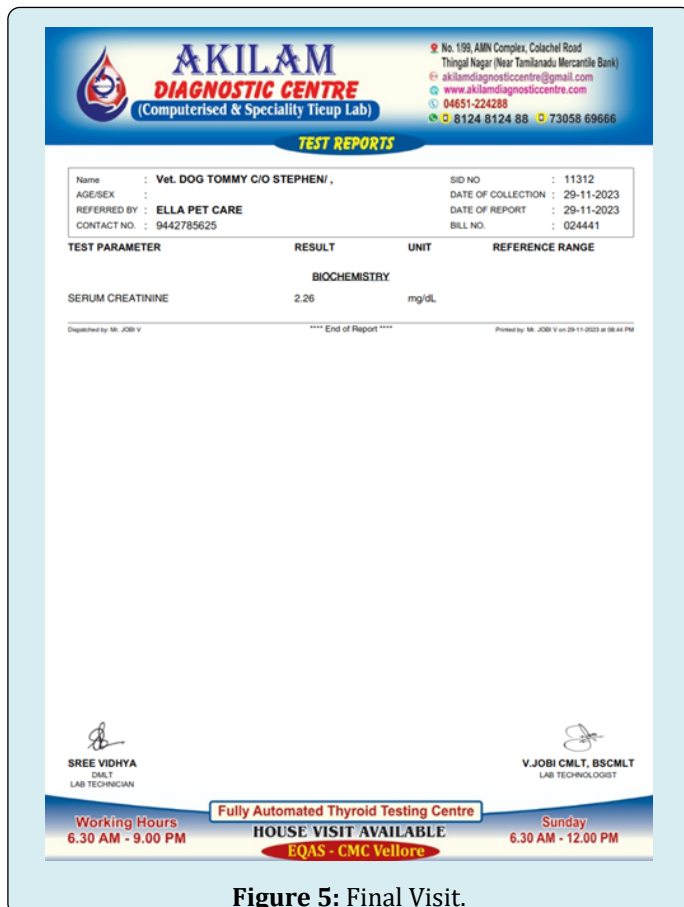 AKILAM
DIAGNOSTIC CENTRE
(Computerised & Speciality Tieup Lab)
No. 1/99, AMN Complex, Colachel Road
Thingal Nagar (Near Tamilanadu Mercantile Bank)
akilamdiagnosticcentre@gmail.com
www.akilamdiagnosticcentre.com
04651-224288
8124 8124 88 73058 69666
TEST REPORTS
Name : Vet. DOG TOMMY C/O STEPHEN/ , SID NO : 11312
AGE/SEX : DATE OF COLLECTION : 29-11-2023
REFERRED BY : ELLA PET CARE DATE OF REPORT : 29-11-2023
CONTACT NO. : 9442785625 BILL NO. : 024441
TEST PARAMETER RESULT UNIT REFERENCE RANGE
BIOCHEMISTRY
SERUM CREATININE 2.26 mg/dL
Dispatched by: Mr. JOBI V **** End of Report **** Printed by: Mr. JOBI V on 29-11-2023 at 08:44 PM
SREE VIDHYA V.JOBI CMLT, BSCMLT
DMLT LAB TECHNOLOGIST
LAB TECHNICIAN
Fully Automated Thyroid Testing Centre
Working Hours HOUSE VISIT AVAILABLE Sunday
6.30 AM - 9.00 PM EQAS - CMC Vellore 6.30 AM - 12.00 PM
Figure 5: Final Visit.